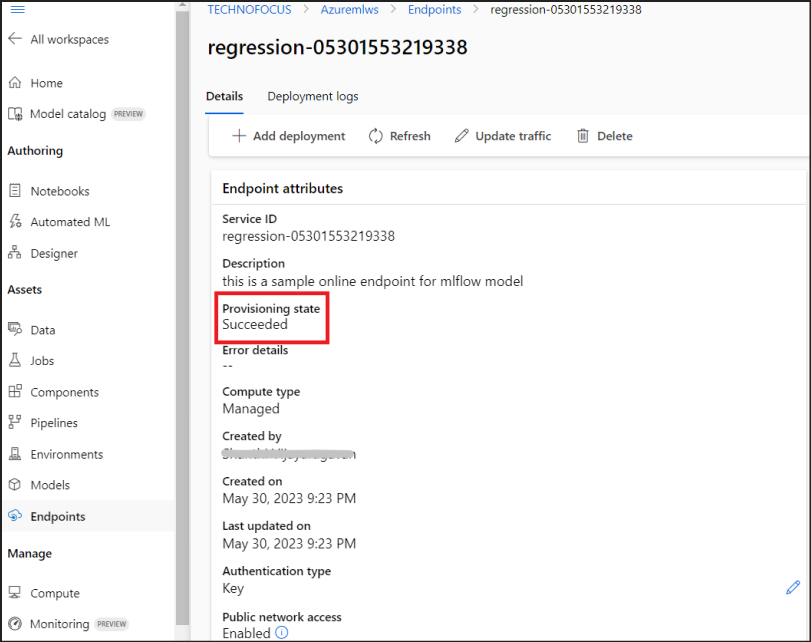 TECHNOFOCUS > Azuremlws > Endpoints > regression-05301553219338
All workspaces
regression-05301553219338
Home
Details Deployment logs
Model catalog PREVIEW
Add deployment Refresh Update traffic Delete
Authoring
Notebooks
Automated ML
Designer
Assets
Data
Jobs
Components
Pipelines
Environments
Models
Endpoints
Manage
Compute
Monitoring PREVIEW
Endpoint attributes
Service ID
regression-05301553219338
Description
this is a sample online endpoint for mlflow model
Provisioning state
Succeeded
Error details
--
Compute type
Managed
Created by
Created on
May 30, 2023 9:23 PM
Last updated on
May 30, 2023 9:23 PM
Authentication type
Key
Public network access
Enabled